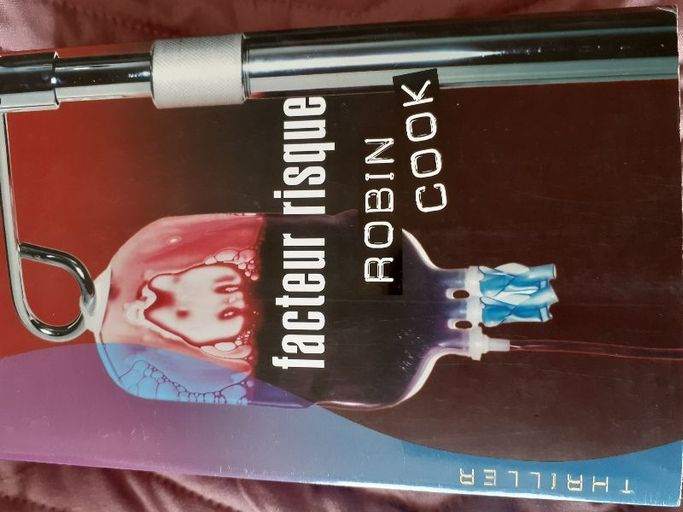 facteur risque
ROBIN
COOK
THRILLER